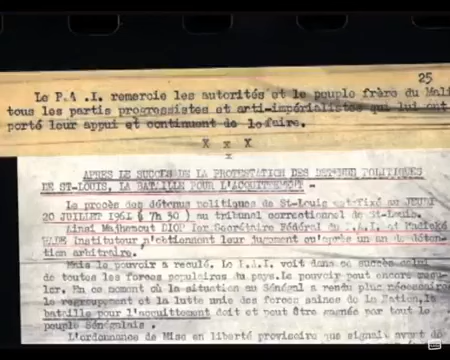 25
Le P.A.I. remercie les autorités et le peuple frère du Mali
tous les partis progressistes et anti-impérialistes qui lui ont
porté leur appui et continuent de le faire.
X x X
x
APRES LE SUCCES DE LA PROTESTATION DES DETENUS POLITIQUES
DE ST-LOUIS, LA BATAILLE POUR L'ACQUITTEMENT .-
Le procès des détenus politiques de St-Louis est fixé au JEUDI
20 JUILLET 1961 ( 7h 30 ) au tribunal correctionnel de St-Louis.
Ainsi Majhemout DIOP Ier Secrétaire Fédéral du P.A.I. et
Instituteur n'obtiennent leur jugement qu'après un an de déten-
tion arbitraire.
Mais le pouvoir a reculé. Le P.A.I. voit dans ce succès celui
de toutes les forces populaires du pays. Le pouvoir peut encore recu-
ler. En ce moment où la situation au Sénégal a rendu plus nécessaire
le regroupement et la lutte unie des forces saines de la Nation, la
bataille pour l'acquittement doit et peut être gagnée par tout le
peuple Sénégalais .
L'ordonnance de Mise en liberté provisoire que signait avant de